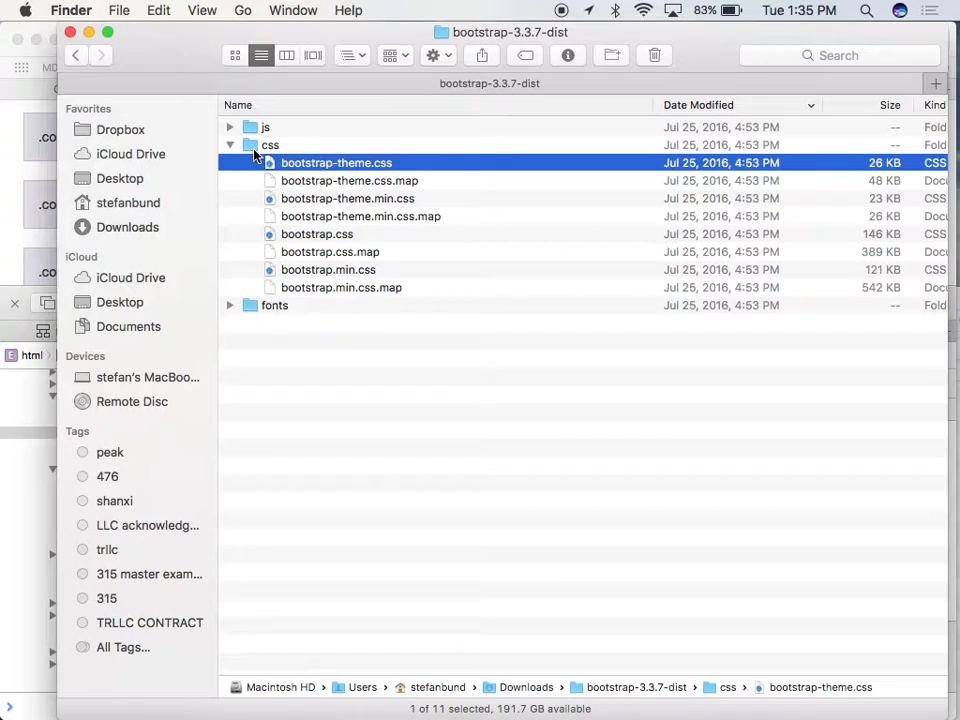 Finder File Edit View Go Window Help 83% Tue 1:35 PM
bootstrap-3.3.7-dist
Search
bootstrap-3.3.7-dist
Favorites
Dropbox
iCloud Drive
Desktop
stefanbund
Downloads
iCloud
iCloud Drive
Desktop
Documents
Devices
stefan's MacBoo...
Remote Disc
Tags
peak
476
shanxi
LLC acknowledg...
trllc
315 master exam...
315
TRLLC CONTRACT
All Tags...
Name Date Modified Size Kind
js Jul 25, 2016, 4:53 PM -- Fold
css Jul 25, 2016, 4:53 PM -- Fold
bootstrap-theme.css Jul 25, 2016, 4:53 PM 26 KB CSS
bootstrap-theme.css.map Jul 25, 2016, 4:53 PM 48 KB Docu
bootstrap-theme.min.css Jul 25, 2016, 4:53 PM 23 KB CSS
bootstrap-theme.min.css.map Jul 25, 2016, 4:53 PM 26 KB Docu
bootstrap.css Jul 25, 2016, 4:53 PM 146 KB CSS
bootstrap.css.map Jul 25, 2016, 4:53 PM 389 KB Docu
bootstrap.min.css Jul 25, 2016, 4:53 PM 121 KB CSS
bootstrap.min.css.map Jul 25, 2016, 4:53 PM 542 KB Docu
fonts Jul 25, 2016, 4:53 PM -- Fold
Macintosh HD › Users › stefanbund › Downloads › bootstrap-3.3.7-dist › css › bootstrap-theme.css
1 of 11 selected, 191.7 GB available
.co
.co
.co
E html